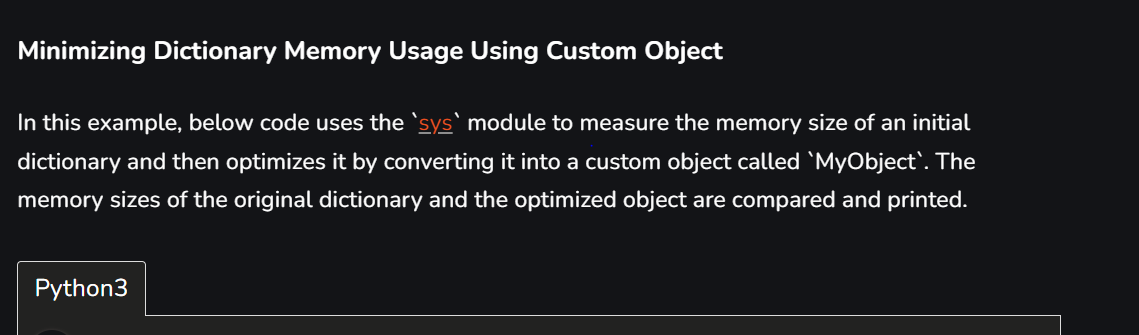 Minimizing Dictionary Memory Usage Using Custom Object
In this example, below code uses the `sys` module to measure the memory size of an initial
dictionary and then optimizes it by converting it into a custom object called `MyObject`. The
memory sizes of the original dictionary and the optimized object are compared and printed.
Python3